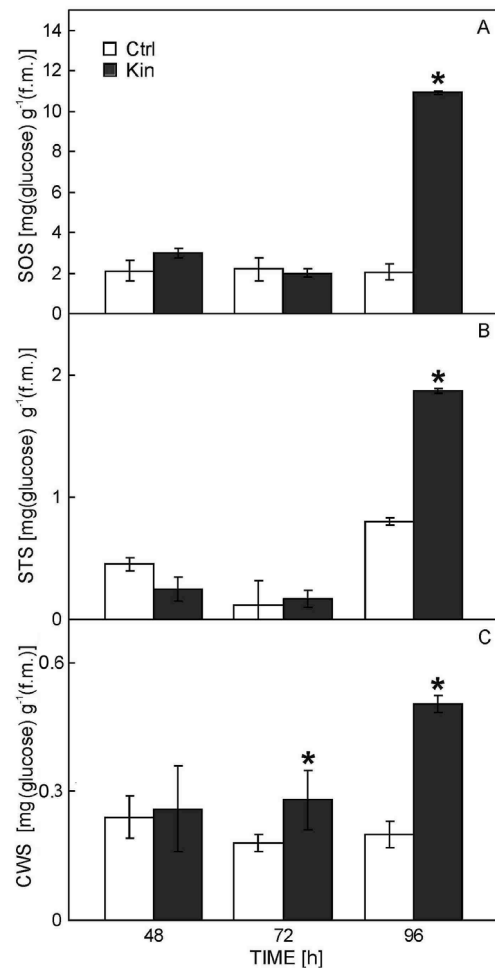 A
Ctrl
Kin
14
12
10
8
6
4
2
0
SOS [mg(glucose) g⁻¹(f.m.)]
*
B
2
1
0
STS [mg(glucose) g⁻¹(f.m.)]
*
C
0.6
0.3
0
CWS [mg(glucose) g⁻¹(f.m.)]
*
*
48 72 96
TIME [h]